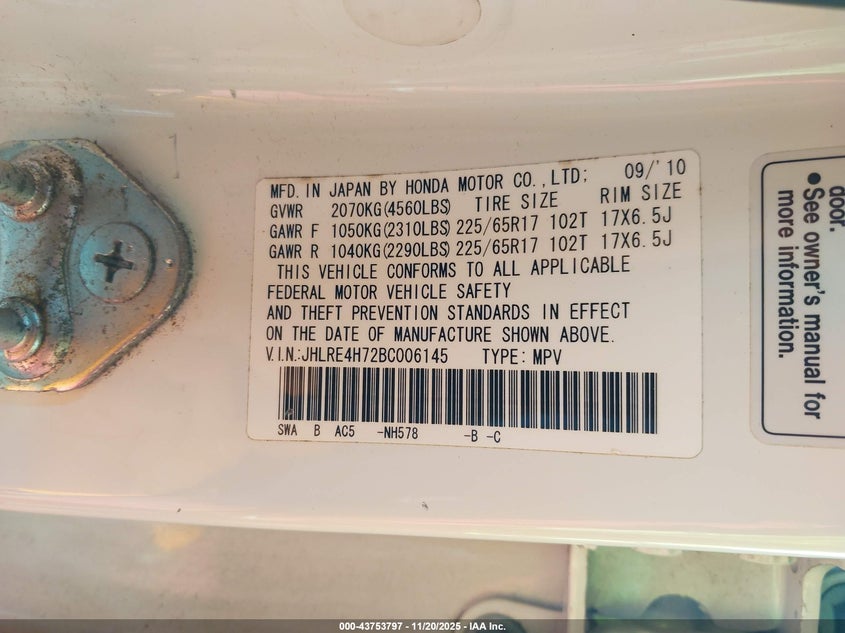 MFD. IN JAPAN BY HONDA MOTOR CO.,LTD; 09/'10
GVWR 2070KG(4560LBS) TIRE SIZE RIM SIZE
GAWR F 1050KG(2310LBS) 225/65R17 102T 17X6.5J
GAWR R 1040KG(2290LBS) 225/65R17 102T 17X6.5J
THIS VEHICLE CONFORMS TO ALL APPLICABLE
FEDERAL MOTOR VEHICLE SAFETY
AND THEFT PREVENTION STANDARDS IN EFFECT
ON THE DATE OF MANUFACTURE SHOWN ABOVE.
V.I.N.:JHLRE4H72BC006145 TYPE: MPV
SWA B AC5 -NH578 -B -C
door.
●See owner's manual for
more information.
000-43753797 - 11/20/2025 - IAA Inc.